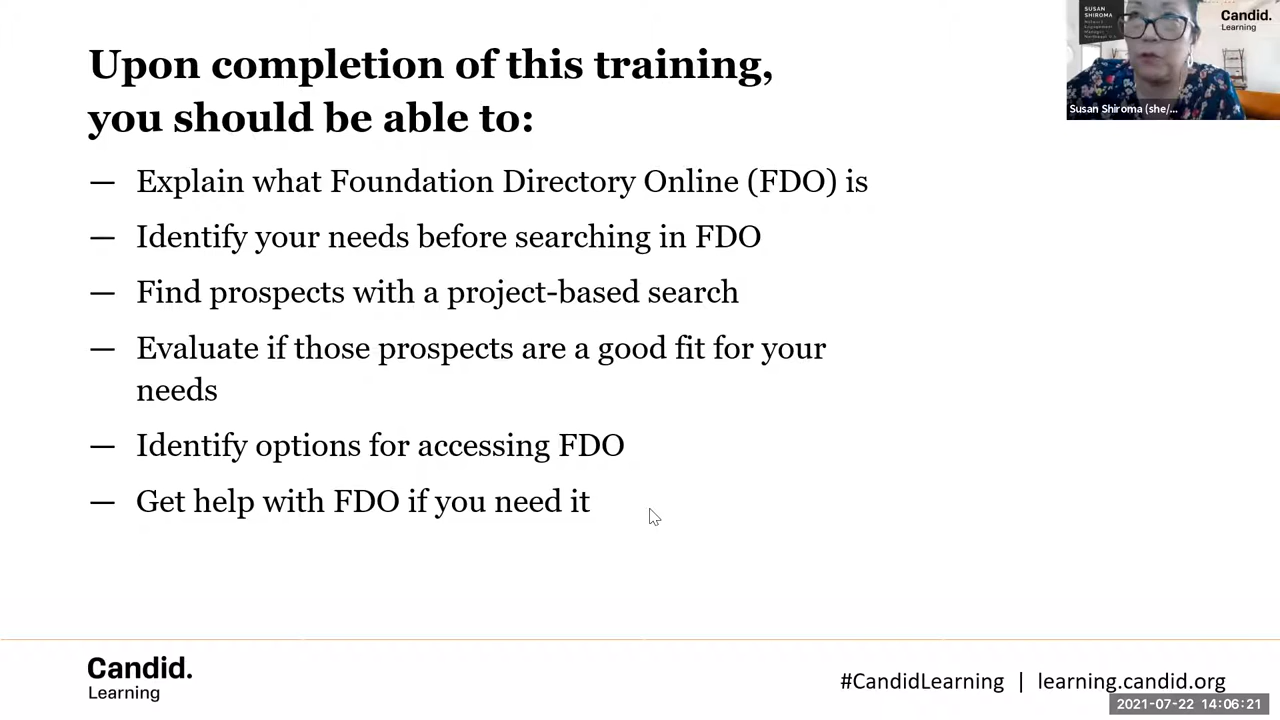 Upon completion of this training,
you should be able to:
— Explain what Foundation Directory Online (FDO) is
— Identify your needs before searching in FDO
— Find prospects with a project-based search
— Evaluate if those prospects are a good fit for your
needs
— Identify options for accessing FDO
— Get help with FDO if you need it
SUSAN
SHIROMA
Candid.
Learning
Susan Shiroma (she/...
Candid.
Learning
#CandidLearning | learning.candid.org
2021-07-22 14:06:21